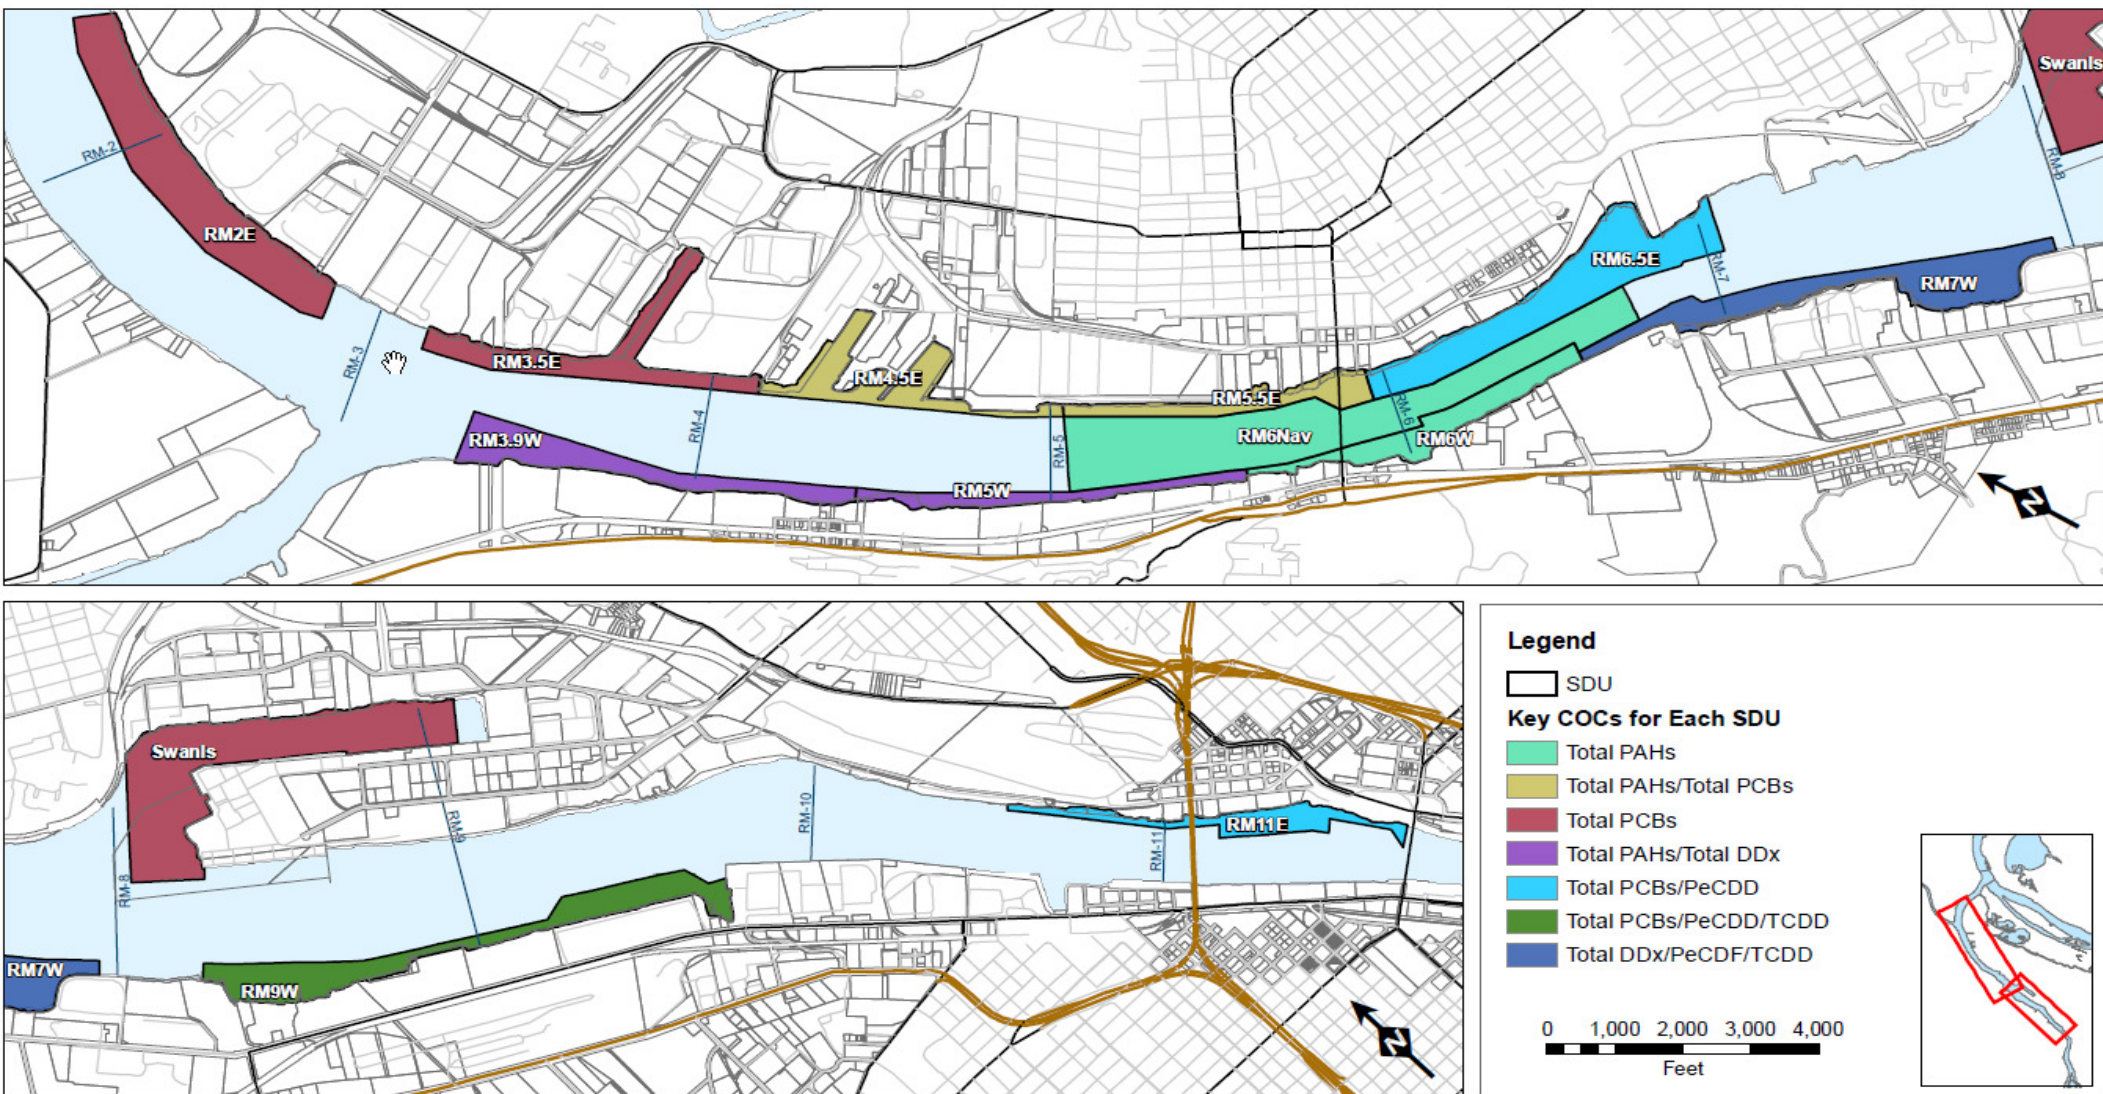 SwanIs
RM-2
RM-8
RM2E
RM6.5E
RM-7
RM7W
RM-3
RM3.5E
RM4.5E
RM5.5E
RM-4
RM-6
RM3.9W
RM6Nav
RM6W
RM-5
RM5W
N
SwanIs
RM-10
RM-9
RM11E
RM-11
RM-8
RM7W
RM9W
N
Legend
SDU
Key COCs for Each SDU
Total PAHs
Total PAHs/Total PCBs
Total PCBs
Total PAHs/Total DDx
Total PCBs/PeCDD
Total PCBs/PeCDD/TCDD
Total DDx/PeCDF/TCDD
0 1,000 2,000 3,000 4,000
Feet